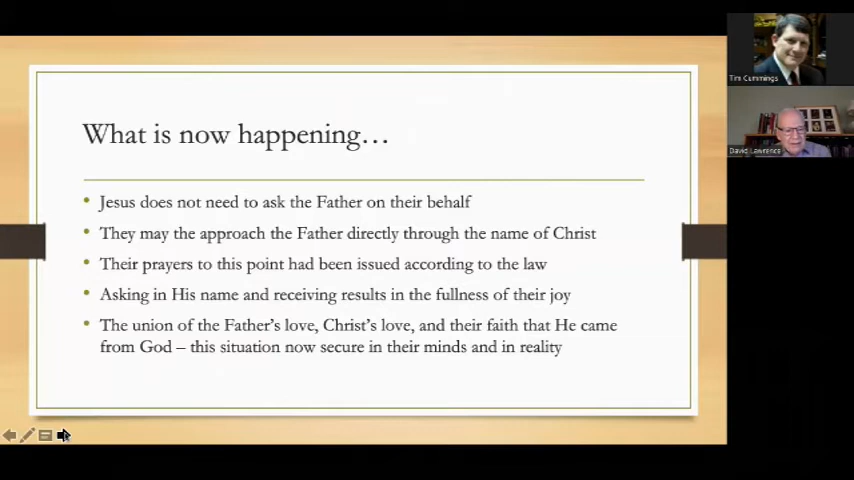 What is now happening…
• Jesus does not need to ask the Father on their behalf
• They may the approach the Father directly through the name of Christ
• Their prayers to this point had been issued according to the law
• Asking in His name and receiving results in the fullness of their joy
• The union of the Father's love, Christ's love, and their faith that He came
from God – this situation now secure in their minds and in reality
Tim Cummings
David Lawrence